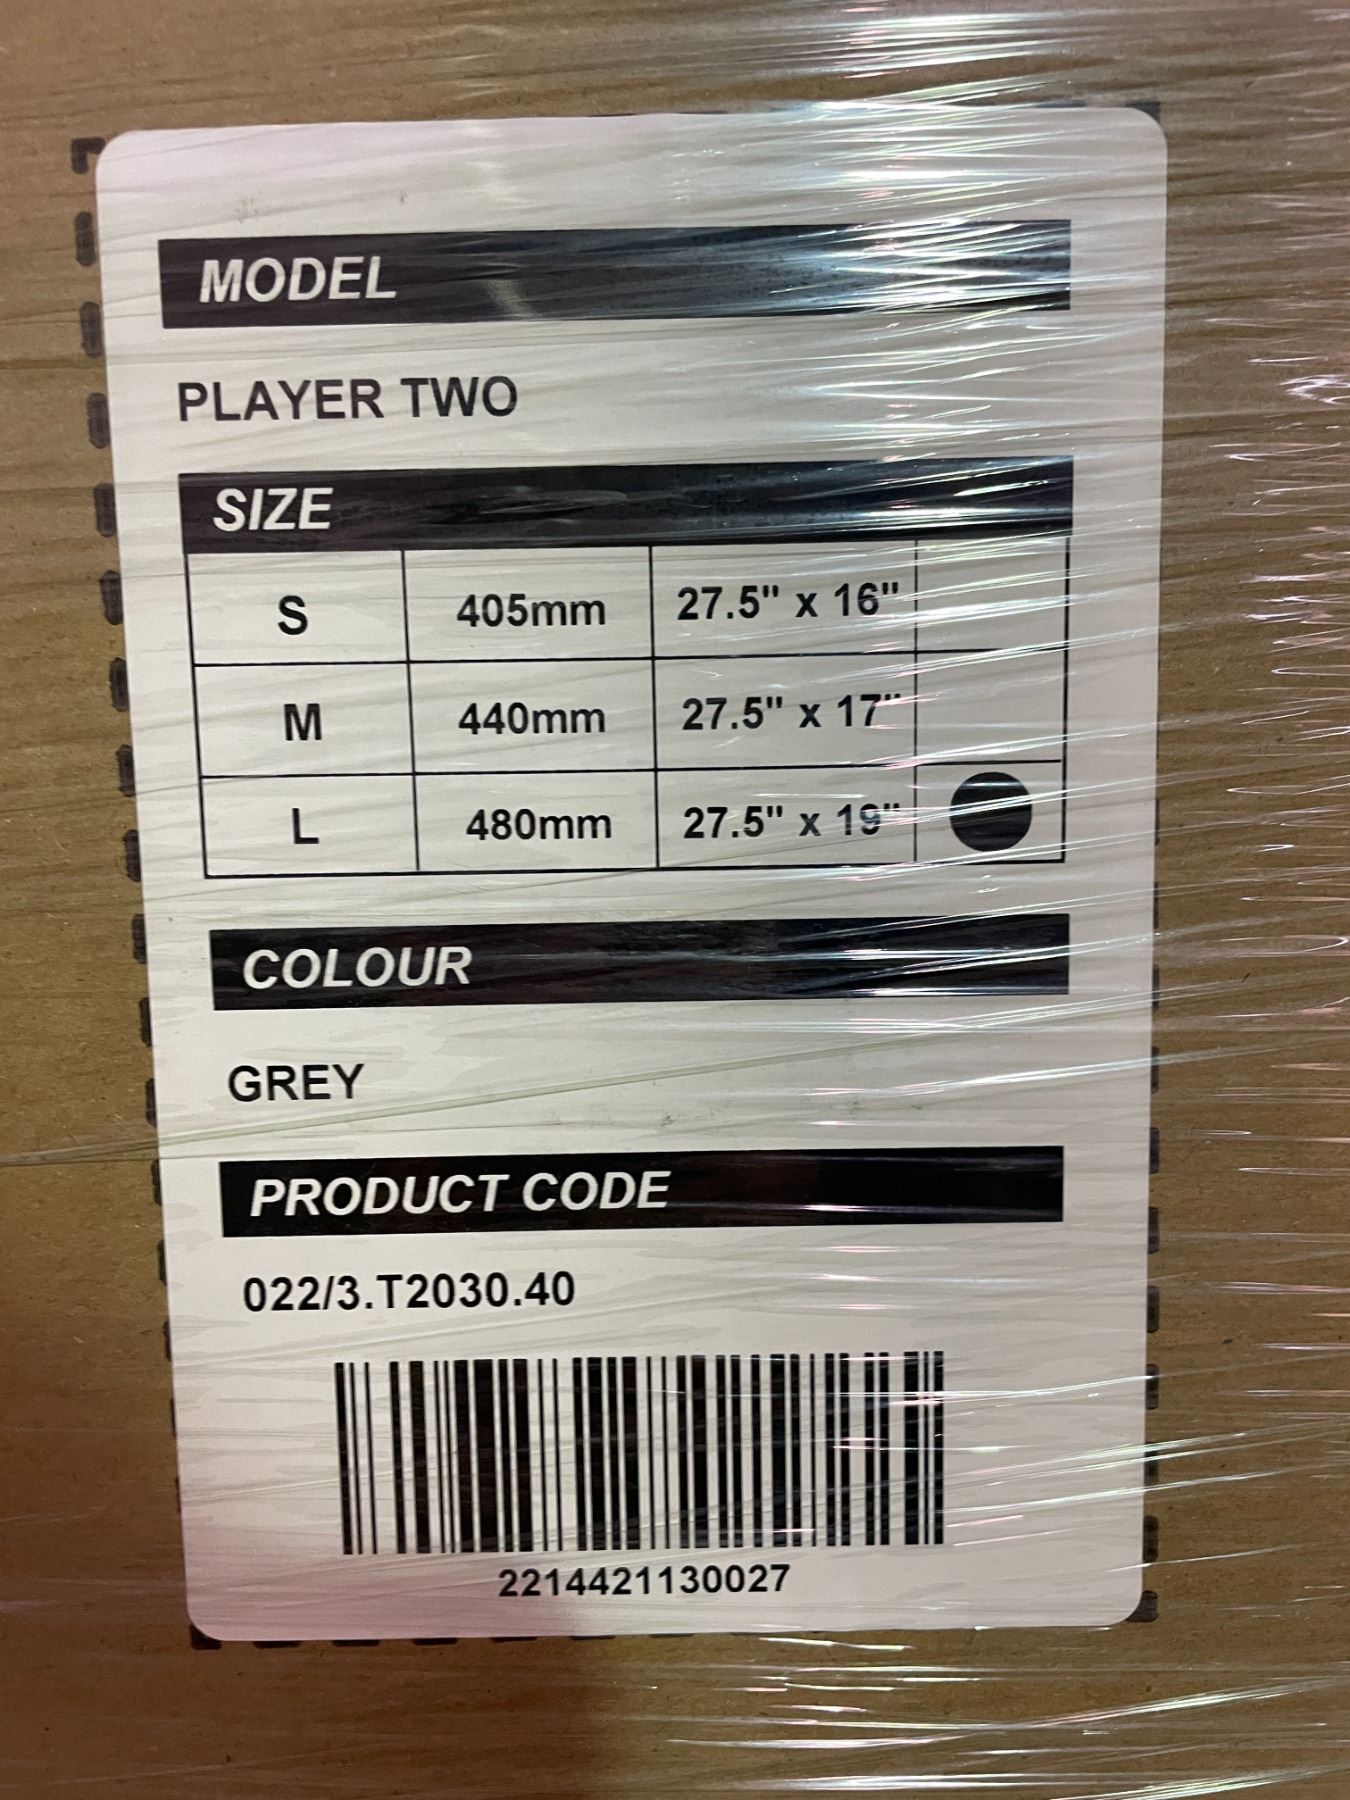 MODEL
PLAYER TWO
SIZE
S 405mm 27.5" x 16"
M 440mm 27.5" x 17"
L 480mm 27.5" x 19"
COLOUR
GREY
PRODUCT CODE
022/3.T2030.40
2214421130027